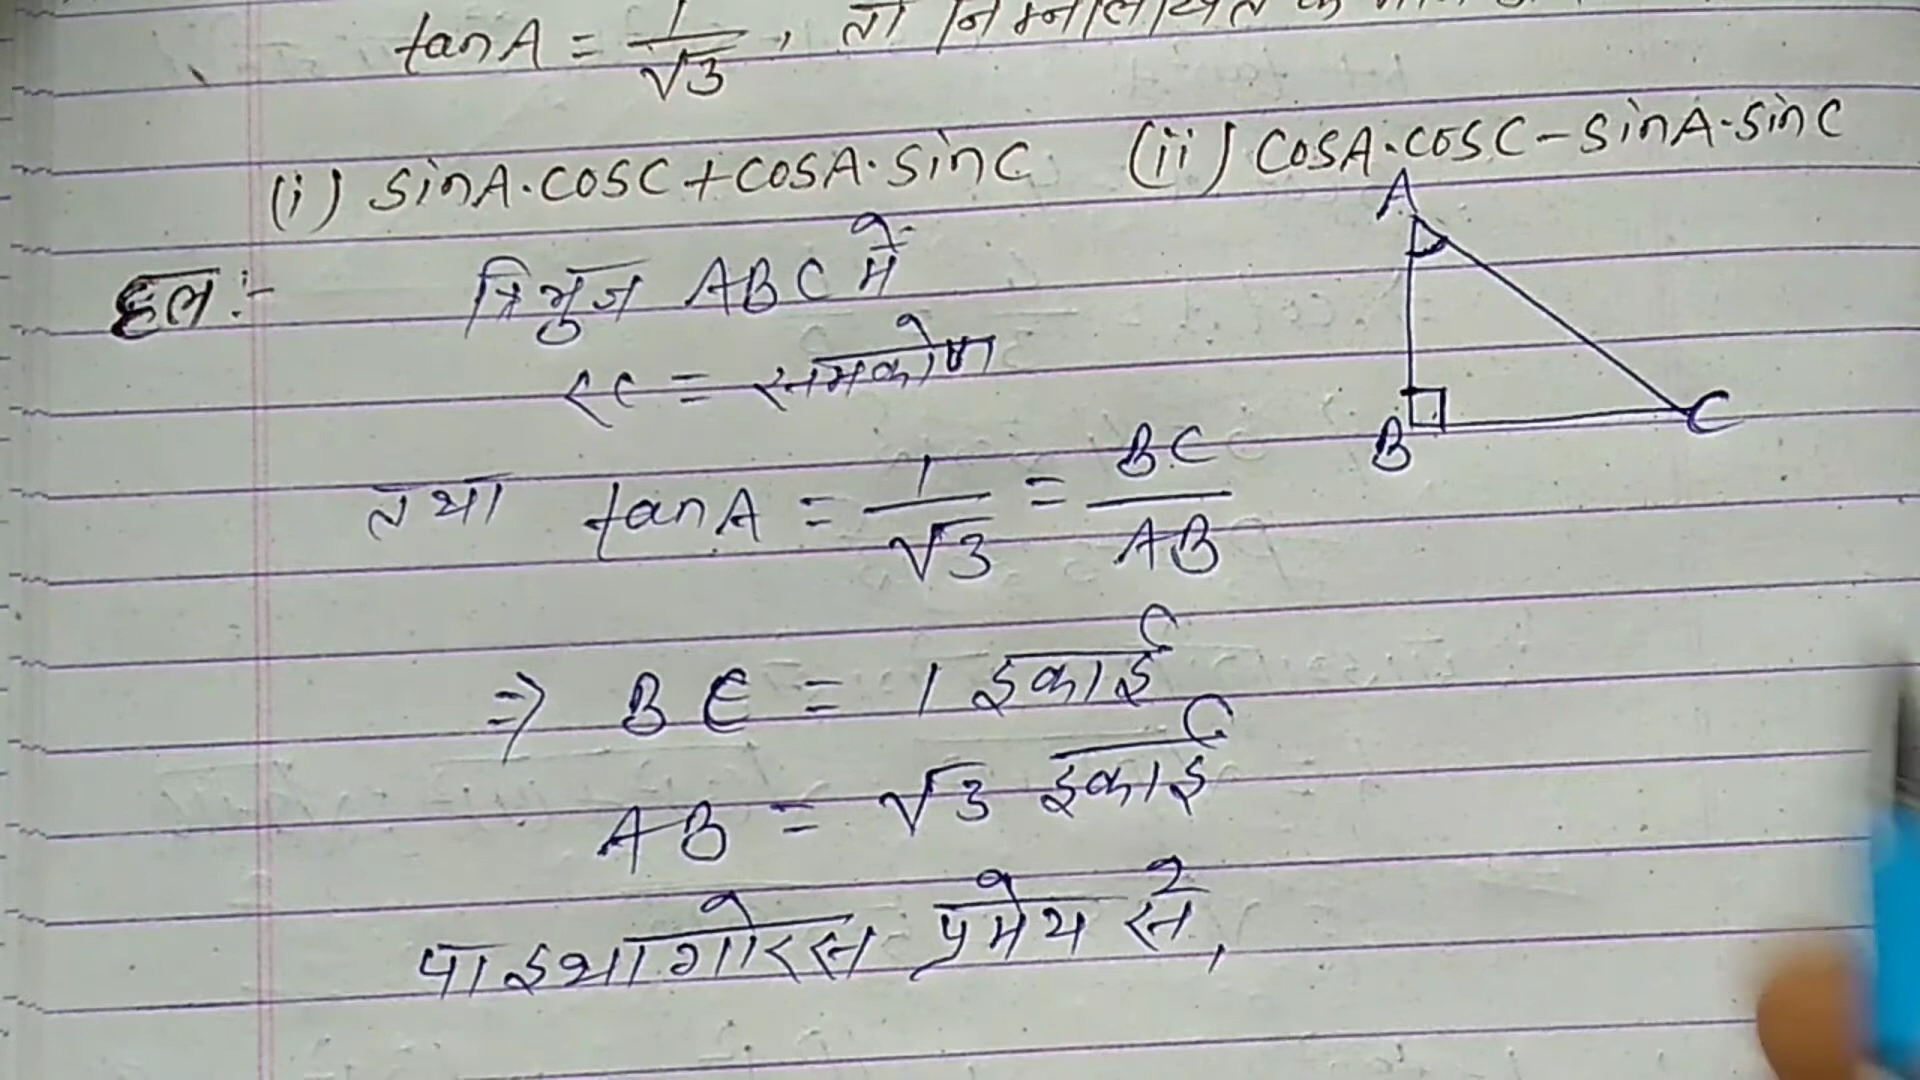 tanA = 1/√3, तो निम्नलिखित के मान
(i) sinA·cosC+cosA·sinC (ii) cosA·cosC-sinA·sinC
हल:- त्रिभुज ABC में
∠C = समकोण
तथा tanA = 1/√3 = BC/AB
⇒ BC = 1 इकाई
AB = √3 इकाई
पाइथागोरस प्रमेय से,
A
B
C